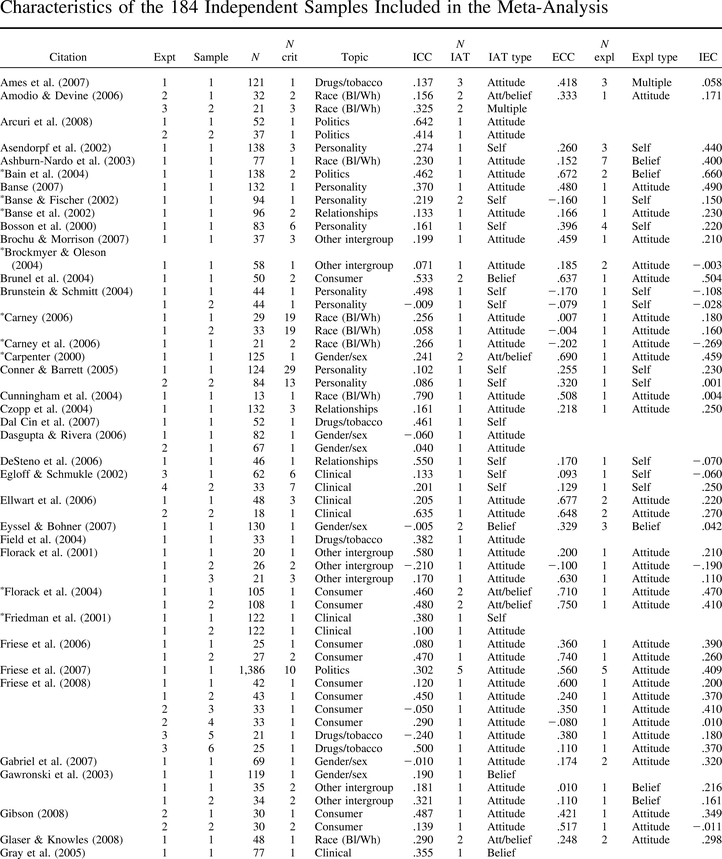 Characteristics of the 184 Independent Samples Included in the Meta-Analysis
N N N
Citation Expt Sample N crit Topic ICC IAT IAT type ECC expl Expl type IEC
Ames et al. (2007) 1 1 121 1 Drugs/tobacco .137 3 Attitude .418 3 Multiple .058
Amodio & Devine (2006) 2 1 32 2 Race (Bl/Wh) .156 2 Att/belief .333 1 Attitude .171
3 2 21 3 Race (Bl/Wh) .325 2 Multiple
Arcuri et al. (2008) 1 1 52 1 Politics .642 1 Attitude
2 2 37 1 Politics .414 1 Attitude
Asendorpf et al. (2002) 1 1 138 3 Personality .274 1 Self .260 3 Self .440
Ashburn-Nardo et al. (2003) 1 1 77 1 Race (Bl/Wh) .230 1 Attitude .152 7 Belief .400
*Bain et al. (2004) 1 1 138 2 Politics .462 1 Attitude .672 2 Belief .660
Banse (2007) 1 1 132 1 Personality .370 1 Attitude .480 1 Attitude .490
*Banse & Fischer (2002) 1 1 94 1 Personality .219 2 Self −.160 1 Self .150
*Banse et al. (2002) 1 1 96 2 Relationships .133 1 Attitude .166 1 Attitude .230
Bosson et al. (2000) 1 1 83 6 Personality .161 1 Self .396 4 Self .220
Brochu & Morrison (2007) 1 1 37 3 Other intergroup .199 1 Attitude .459 1 Attitude .210
*Brockmyer & Oleson
(2004) 1 1 58 1 Other intergroup .071 1 Attitude .185 2 Attitude −.003
Brunel et al. (2004) 1 1 50 2 Consumer .533 2 Belief .637 1 Attitude .504
Brunstein & Schmitt (2004) 1 1 44 1 Personality .498 1 Self −.170 1 Self −.108
1 2 44 1 Personality −.009 1 Self −.079 1 Self −.028
*Carney (2006) 1 1 29 19 Race (Bl/Wh) .256 1 Attitude .007 1 Attitude .180
1 2 33 19 Race (Bl/Wh) .058 1 Attitude −.004 1 Attitude .160
*Carney et al. (2006) 1 1 21 2 Race (Bl/Wh) .266 1 Attitude −.202 1 Attitude −.269
*Carpenter (2000) 1 1 125 1 Gender/sex .241 2 Att/belief .690 1 Attitude .459
Conner & Barrett (2005) 1 1 124 29 Personality .102 1 Self .255 1 Self .230
2 2 84 13 Personality .086 1 Self .320 1 Self .001
Cunningham et al. (2004) 1 1 13 1 Race (Bl/Wh) .790 1 Attitude .508 1 Attitude .004
Czopp et al. (2004) 1 1 132 3 Relationships .161 1 Attitude .218 1 Attitude .250
Dal Cin et al. (2007) 1 1 52 1 Drugs/tobacco .461 1 Self
Dasgupta & Rivera (2006) 1 1 82 1 Gender/sex −.060 1 Attitude
2 1 67 1 Gender/sex .040 1 Attitude
DeSteno et al. (2006) 1 1 46 1 Relationships .550 1 Self .170 1 Self −.070
Egloff & Schmukle (2002) 3 1 62 6 Clinical .133 1 Self .093 1 Self −.060
4 2 33 7 Clinical .201 1 Self .129 1 Self .250
Ellwart et al. (2006) 1 1 48 3 Clinical .205 1 Attitude .677 2 Attitude .220
2 2 18 1 Clinical .635 1 Attitude .648 2 Attitude .270
Eyssel & Bohner (2007) 1 1 130 1 Gender/sex −.005 2 Belief .329 3 Belief .042
Field et al. (2004) 1 1 33 1 Drugs/tobacco .382 1 Attitude
Florack et al. (2001) 1 1 20 1 Other intergroup .580 1 Attitude .200 1 Attitude .210
1 2 26 2 Other intergroup −.210 1 Attitude −.100 1 Attitude −.190
1 3 21 3 Other intergroup .170 1 Attitude .630 1 Attitude .110
*Florack et al. (2004) 1 1 105 1 Consumer .460 2 Att/belief .710 1 Attitude .470
1 2 108 1 Consumer .480 2 Att/belief .750 1 Attitude .410
*Friedman et al. (2001) 1 1 122 1 Clinical .380 1 Self
1 2 122 1 Clinical .100 1 Attitude
Friese et al. (2006) 1 1 25 1 Consumer .080 1 Attitude .360 1 Attitude .390
1 2 27 2 Consumer .470 1 Attitude .740 1 Attitude .260
Friese et al. (2007) 1 1 1,386 10 Politics .302 5 Attitude .560 5 Attitude .409
Friese et al. (2008) 1 1 42 1 Consumer .120 1 Attitude .600 1 Attitude .200
1 2 43 1 Consumer .450 1 Attitude .240 1 Attitude .370
2 3 33 1 Consumer −.050 1 Attitude .350 1 Attitude .410
2 4 33 1 Consumer .290 1 Attitude −.080 1 Attitude .010
3 5 21 1 Drugs/tobacco −.240 1 Attitude .380 1 Attitude .180
3 6 25 1 Drugs/tobacco .500 1 Attitude .110 1 Attitude .370
Gabriel et al. (2007) 1 1 69 1 Gender/sex −.010 1 Attitude .174 2 Attitude .320
Gawronski et al. (2003) 1 1 119 1 Gender/sex .190 1 Belief
1 1 35 2 Other intergroup .181 1 Attitude .010 1 Belief .216
1 2 34 2 Other intergroup .321 1 Attitude .110 1 Belief .161
Gibson (2008) 2 1 30 1 Consumer .487 1 Attitude .421 1 Attitude .349
2 2 30 2 Consumer .139 1 Attitude .517 1 Attitude −.011
Glaser & Knowles (2008) 1 1 48 1 Race (Bl/Wh) .290 2 Att/belief .248 2 Attitude .298
Gray et al. (2005) 1 1 77 1 Clinical .355 1 Belief